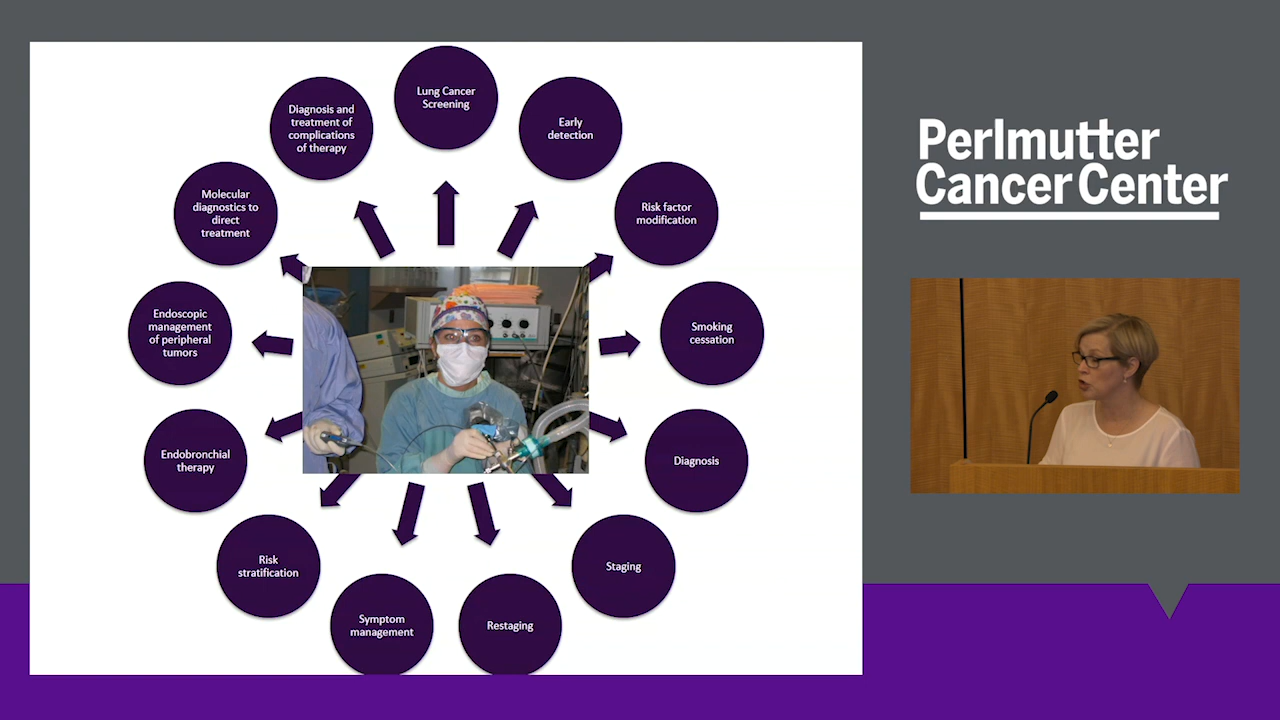 Lung Cancer
Screening
Early
detection
Risk factor
modification
Smoking
cessation
Diagnosis
Staging
Restaging
Symptom
management
Risk
stratification
Endobronchial
therapy
Endoscopic
management
of peripheral
tumors
Molecular
diagnostics to
direct
treatment
Diagnosis and
treatment of
complications
of therapy
Perlmutter
Cancer Center